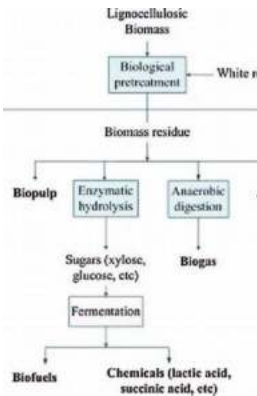 Lignocellulosic
Biomass
Biological
pretreatment
White
Biomass residue
Biopulp
Enzymatic
hydrolysis
Anaerobic
digestion
Sugars (xylose,
glucose, etc)
Biogas
Fermentation
Biofuels
Chemicals (lactic acid,
succinic acid, etc)